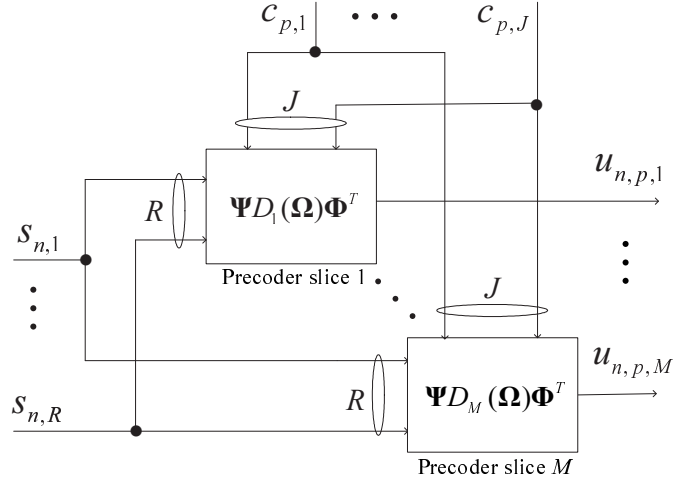 c_{p,1} • • • c_{p,J}
J
R
ΨD_1(Ω)Φ^T
u_{n,p,1}
s_{n,1}
Precoder slice 1
J
R
ΨD_M(Ω)Φ^T
u_{n,p,M}
s_{n,R}
Precoder slice M